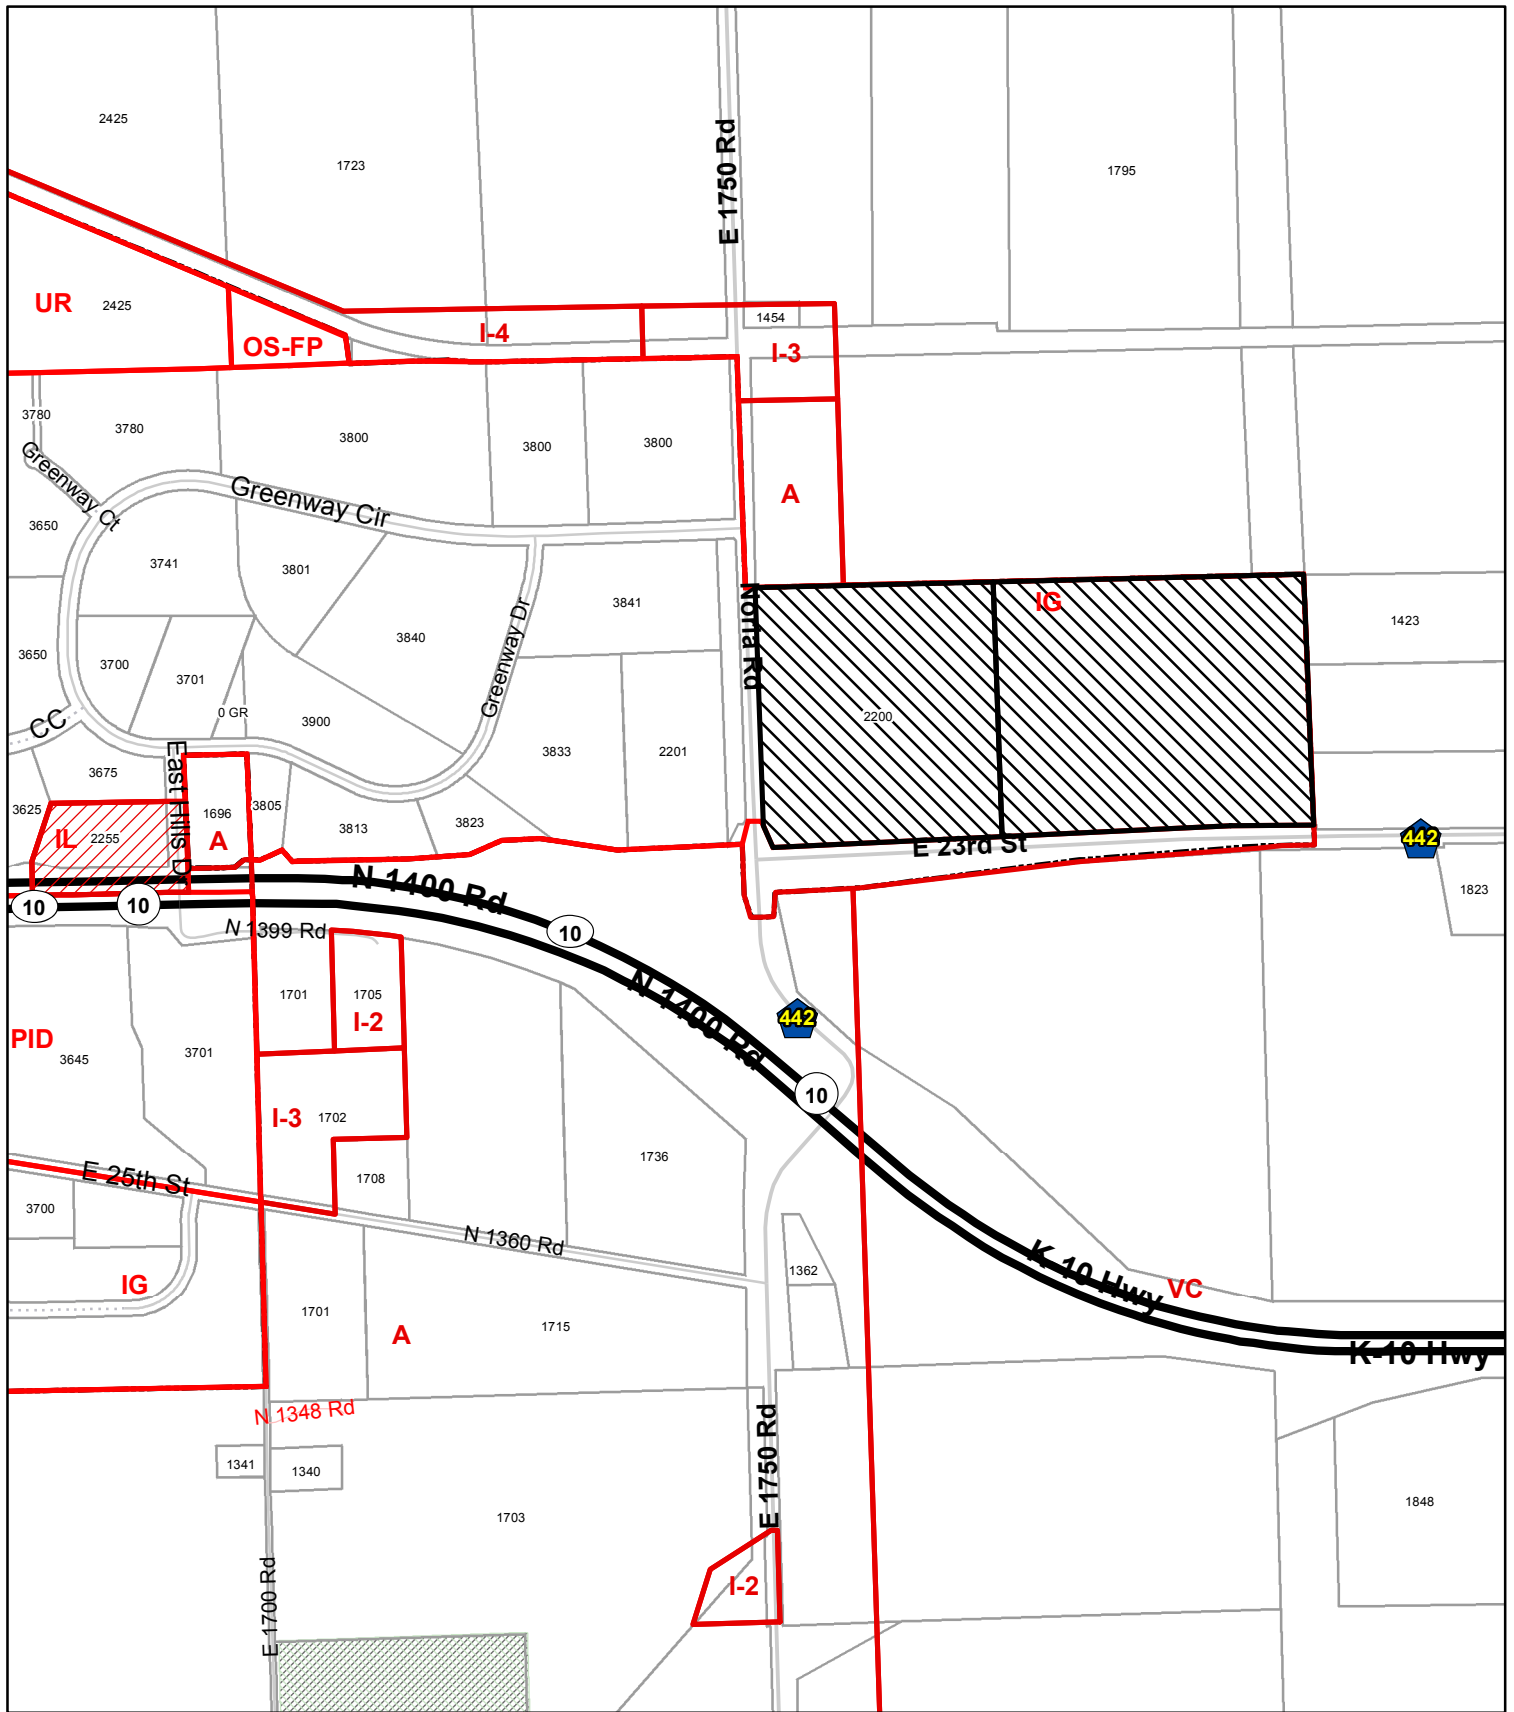 2425
1723
E 1750 Rd
1795
UR
2425
OS-FP
I-4
1454
I-3
3780
3780
3800
3800
3800
Greenway Ct
Greenway Cir
A
3650
3741
3801
3841
Noria Rd
IG
3840
1423
3650
3700
3701
Greenway Dr
0 GR
3900
2200
CC
3833
2201
East Hills Dr
3675
3625
IL
2255
1696
A
3805
3813
3823
E 23rd St
442
1823
N 1400 Rd
10
10
10
N 1399 Rd
N 1400 Rd
1701
1705
I-2
442
PID
3645
3701
10
I-3
1702
1708
1736
E 25th St
3700
N 1360 Rd
K-10 Hwy
1362
VC
IG
1701
A
1715
K-10 Hwy
N 1348 Rd
E 1750 Rd
1341
1340
1703
1848
I-2
E 1700 Rd